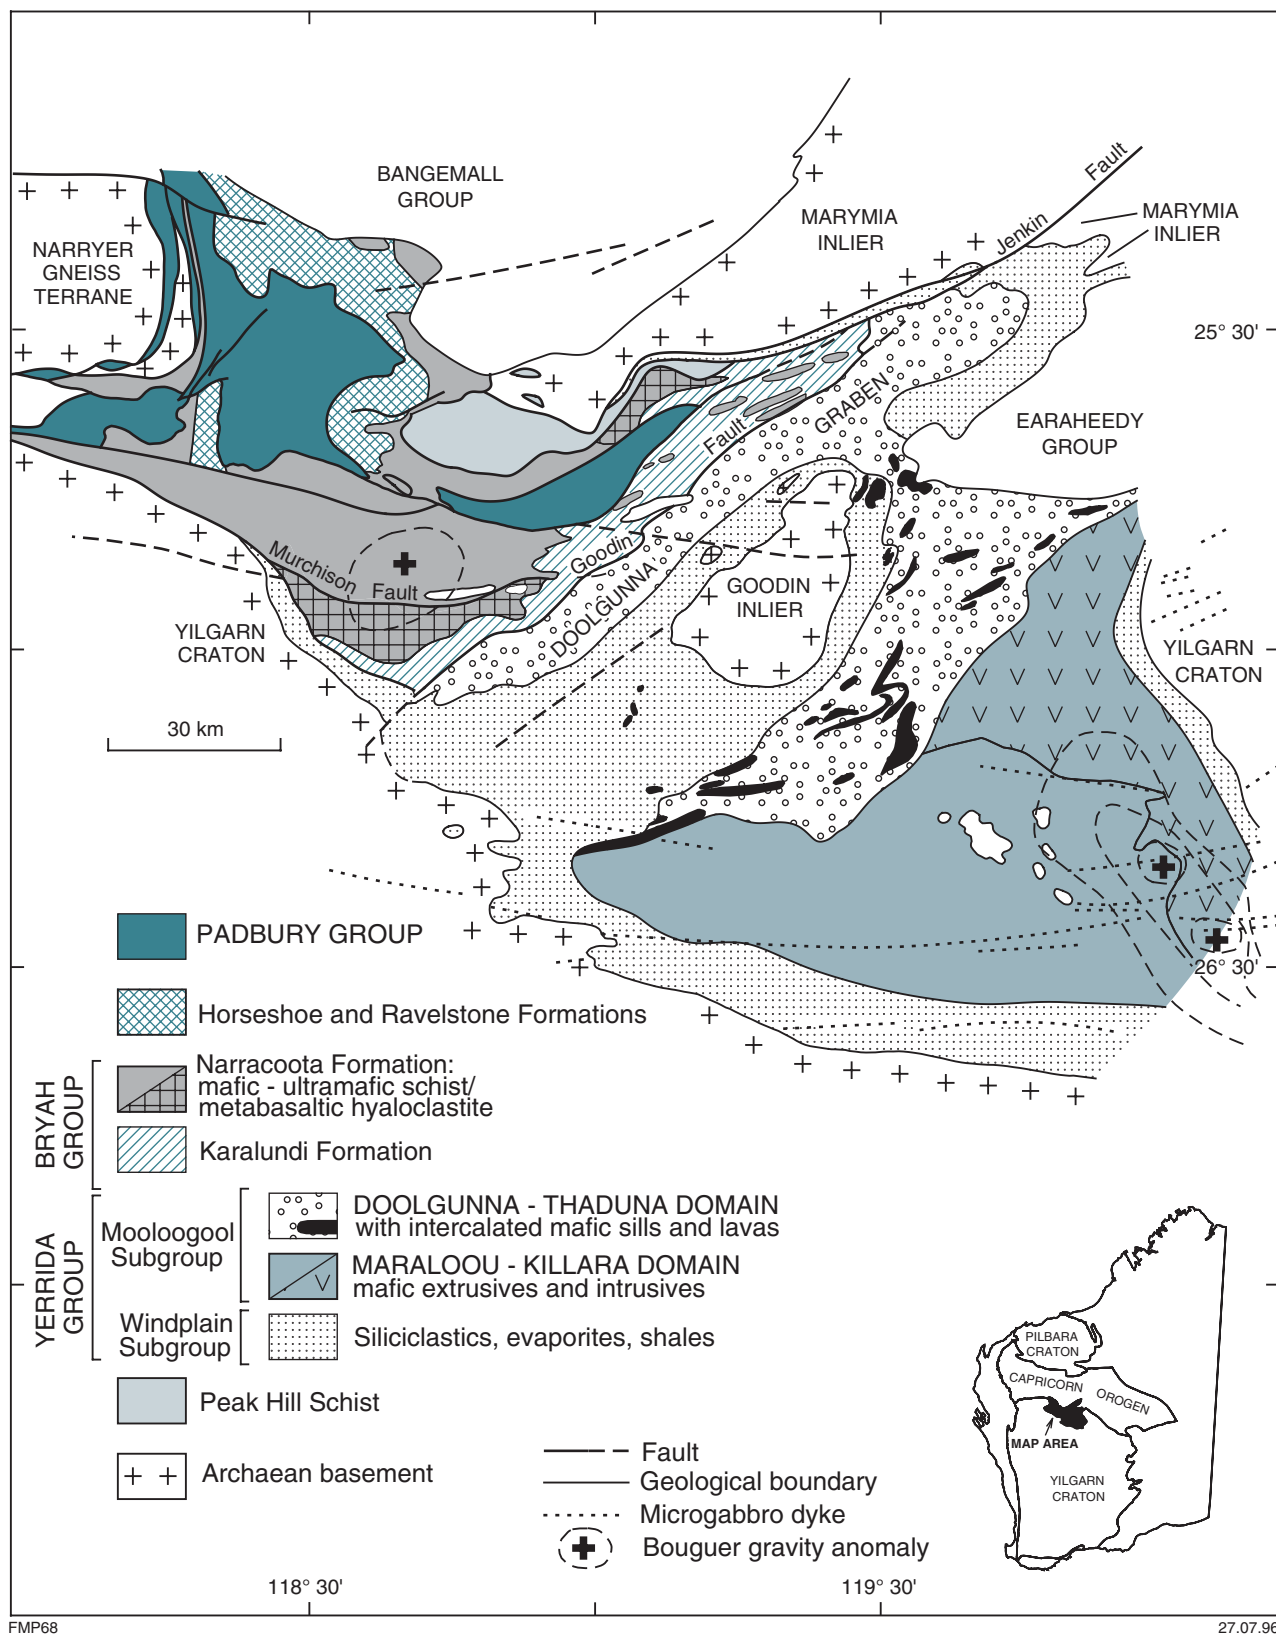 BANGEMALL
GROUP
MARYMIA
INLIER
Jenkin
Fault
MARYMIA
INLIER
NARRYER
GNEISS
TERRANE
25° 30'
GRABEN
Fault
EARAHEEDY
GROUP
Murchison
Fault
Goodin
DOOLGUNNA
GOODIN
INLIER
YILGARN
CRATON
YILGARN
CRATON
30 km
26° 30'
PADBURY GROUP
Horseshoe and Ravelstone Formations
BRYAH
GROUP
Narracoota Formation:
mafic - ultramafic schist/
metabasaltic hyaloclastite
Karalundi Formation
YERRIDA
GROUP
Mooloogool
Subgroup
DOOLGUNNA - THADUNA DOMAIN
with intercalated mafic sills and lavas
MARALOOU - KILLARA DOMAIN
mafic extrusives and intrusives
Windplain
Subgroup
Siliciclastics, evaporites, shales
Peak Hill Schist
Archaean basement
Fault
Geological boundary
Microgabbro dyke
Bouguer gravity anomaly
PILBARA
CRATON
CAPRICORN OROGEN
MAP AREA
YILGARN
CRATON
118° 30'
119° 30'
FMP68
27.07.96